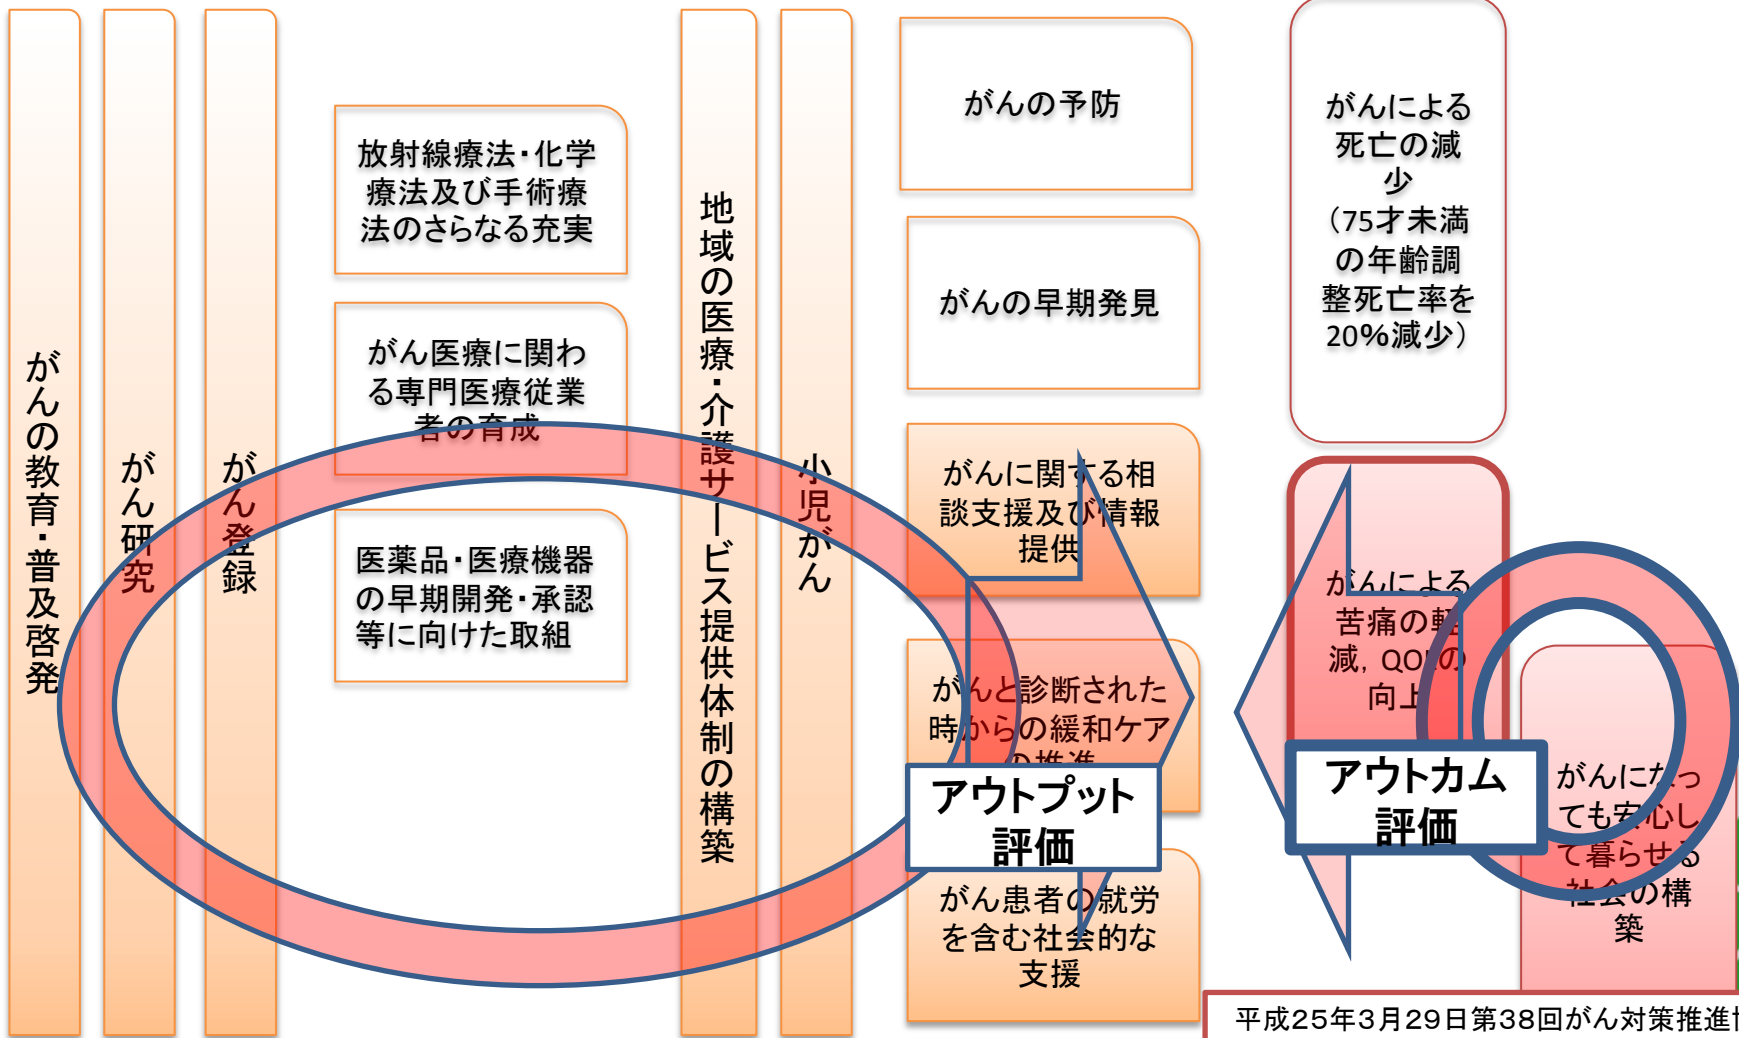 がんの教育・普及啓発
がん研究
がん登録
放射線療法・化学
療法及び手術療
法のさらなる充実
がん医療に関わ
る専門医療従業
者の育成
医薬品・医療機器
の早期開発・承認
等に向けた取組
地域の医療・介護サービス提供体制の構築
小児がん
がんの予防
がんの早期発見
がんに関する相
談支援及び情報
提供
がんと診断された
時からの緩和ケア
の推進
がん患者の就労
を含む社会的な
支援
アウトプット
評価
がんによる
死亡の減
少
（75才未満
の年齢調
整死亡率を
20%減少）
がんによる
苦痛の軽
減，QOLの
向上
アウトカム
評価
がんになっ
ても安心し
て暮らせる
社会の構
築
平成25年3月29日第38回がん対策推進